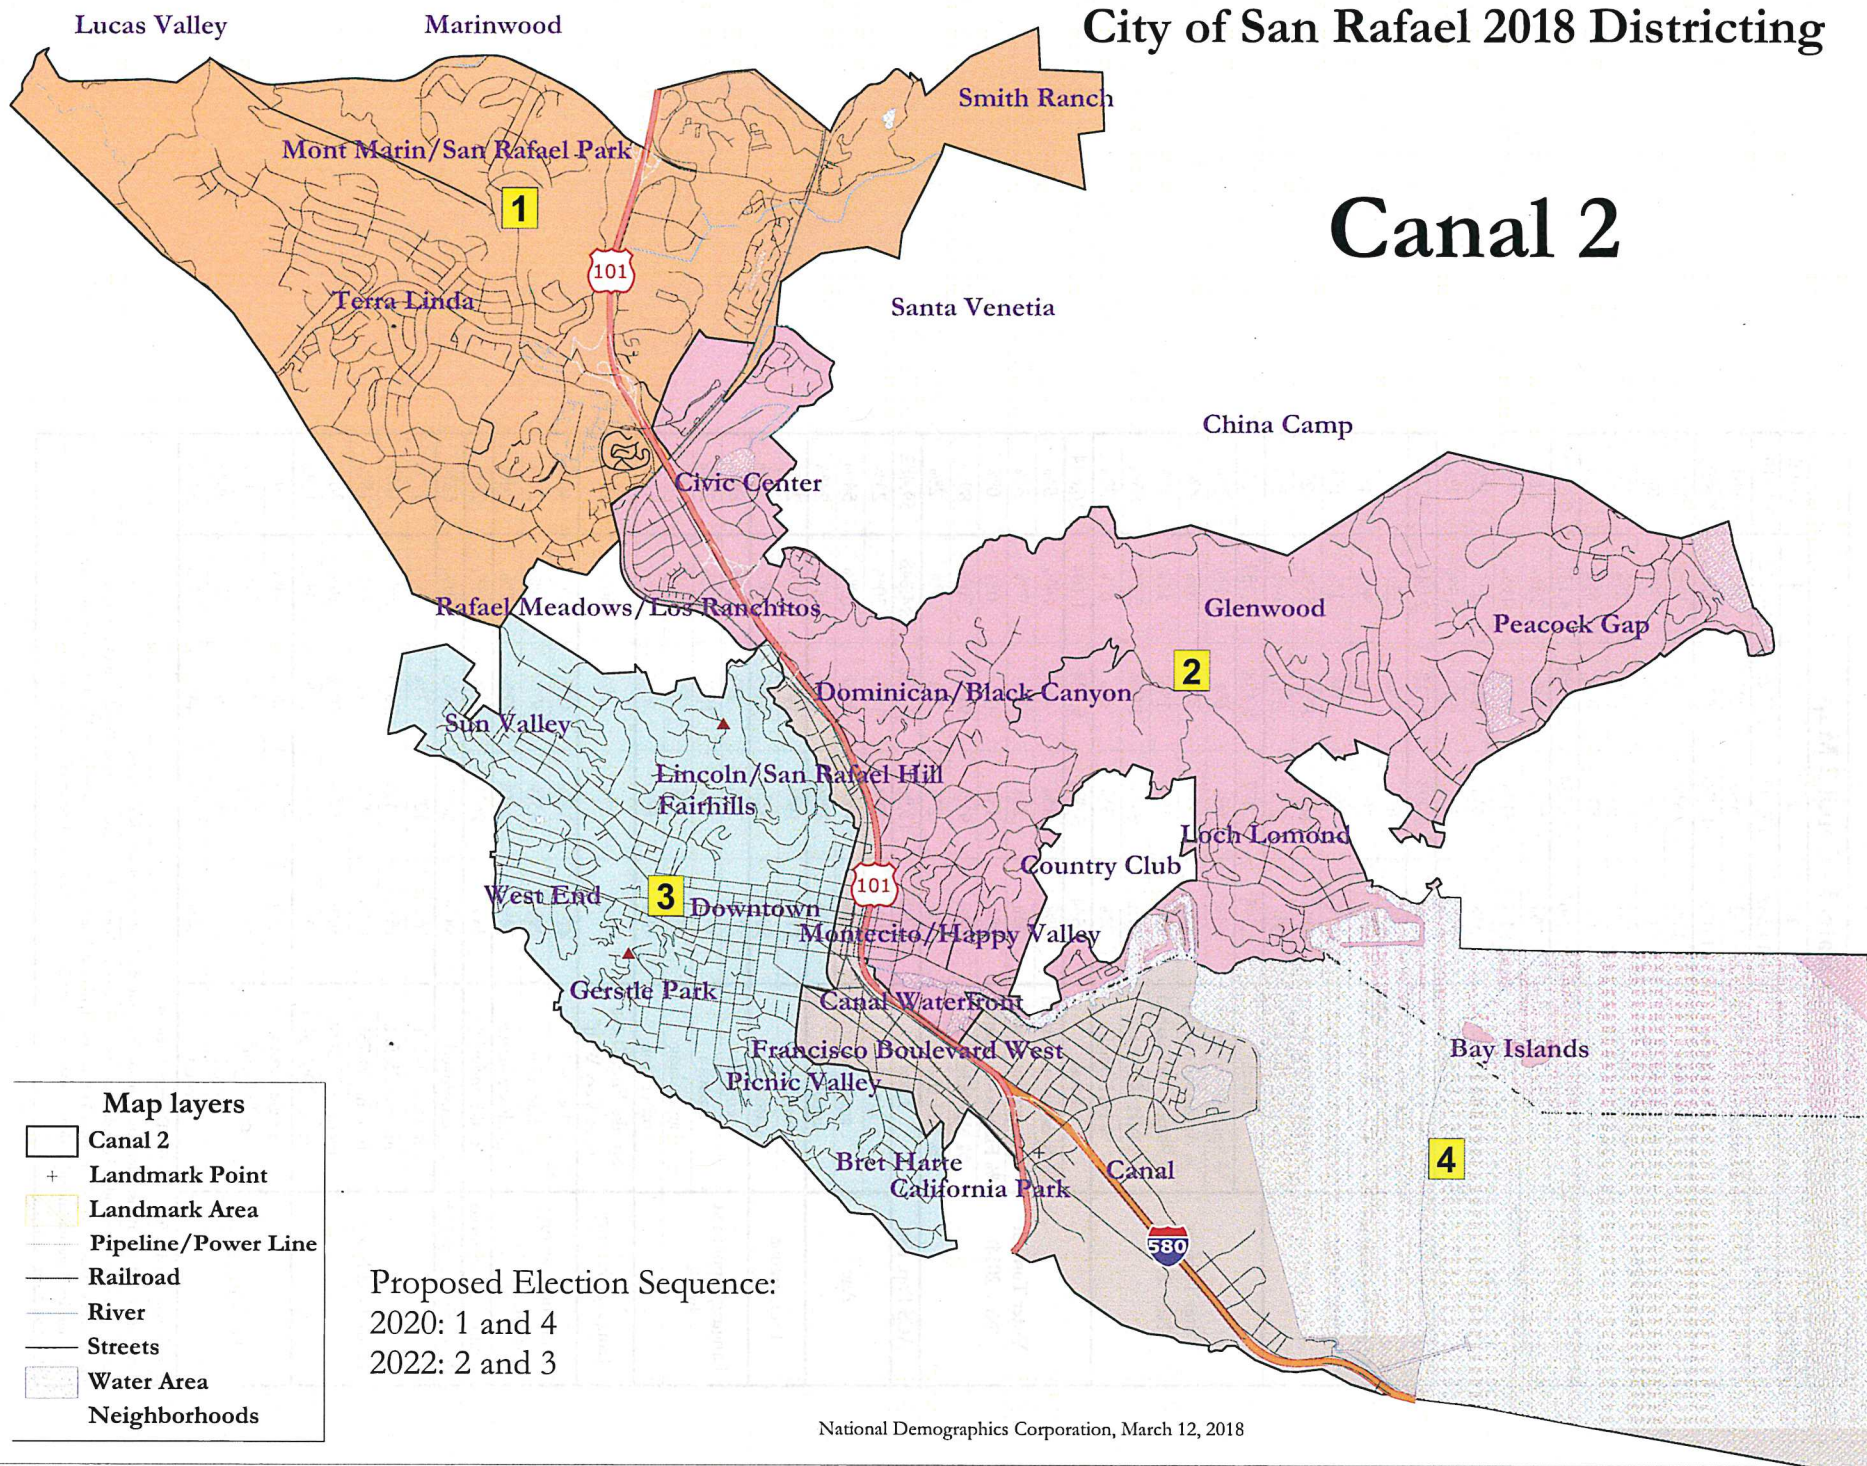 City of San Rafael 2018 Districting
Canal 2
Lucas Valley
Marinwood
Smith Ranch
Mont Marin/San Rafael Park
1
101
Terra Linda
Santa Venetia
China Camp
Civic Center
Rafael Meadows/Los Ranchitos
Glenwood
Peacock Gap
2
Dominican/Black Canyon
Sun Valley
Lincoln/San Rafael Hill
Fairhills
Loch Lomond
Country Club
101
West End
3
Downtown
Montecito/Happy Valley
Gerstle Park
Canal Waterfront
Francisco Boulevard West
Bay Islands
Picnic Valley
4
Bret Harte
Canal
California Park
580
Map layers
Canal 2
Landmark Point
Landmark Area
Pipeline/Power Line
Railroad
River
Streets
Water Area
Neighborhoods
Proposed Election Sequence:
2020: 1 and 4
2022: 2 and 3
National Demographics Corporation, March 12, 2018